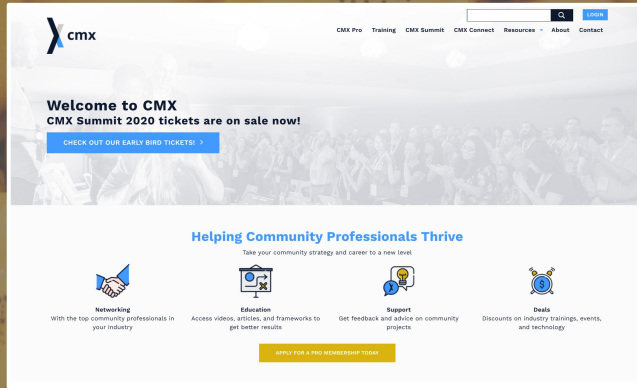 LOGIN
cmx
CMX Pro Training CMX Summit CMX Connect Resources About Contact
Welcome to CMX
CMX Summit 2020 tickets are on sale now!
CHECK OUT OUR EARLY BIRD TICKETS!
Helping Community Professionals Thrive
Take your community strategy and career to a new level
Networking
With the top community professionals in
your industry
Education
Access videos, articles, and frameworks to
get better results
Support
Get feedback and advice on community
projects
Deals
Discounts on industry trainings, events,
and technology
APPLY FOR A PRO MEMBERSHIP TODAY